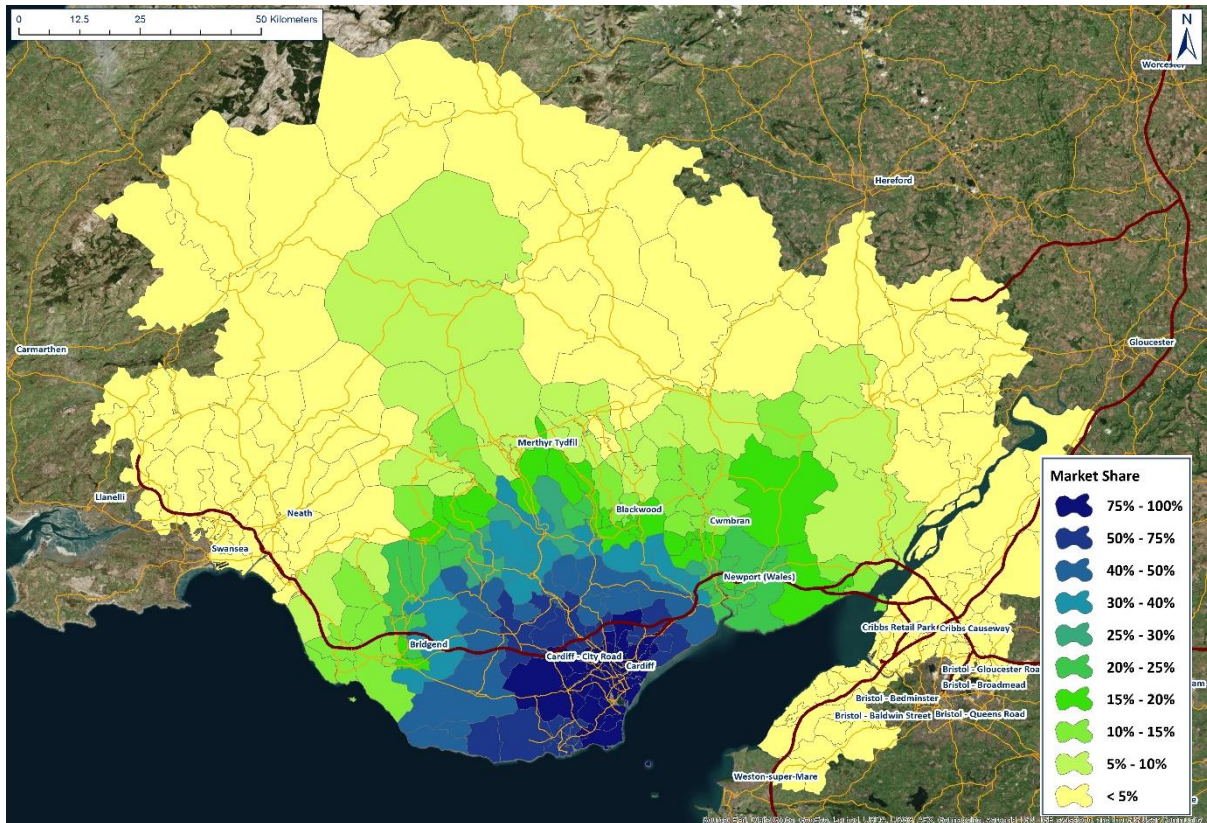 0 12.5 25 50 Kilometers
N
Worcester
Hereford
Carmarthen
Gloucester
Merthyr Tydfil
Llanelli
Neath
Blackwood
Cwmbran
Swansea
Newport (Wales)
Bridgend
Cardiff - City Road
Cardiff
Cribbs Retail Park
Cribbs Causeway
Bristol - Gloucester Roa
Bristol - Broadmead
Bristol - Bedminster
Bristol - Baldwin Street
Bristol - Queens Road
Weston-super-Mare
Market Share
75% - 100%
50% - 75%
40% - 50%
30% - 40%
25% - 30%
20% - 25%
15% - 20%
10% - 15%
5% - 10%
< 5%